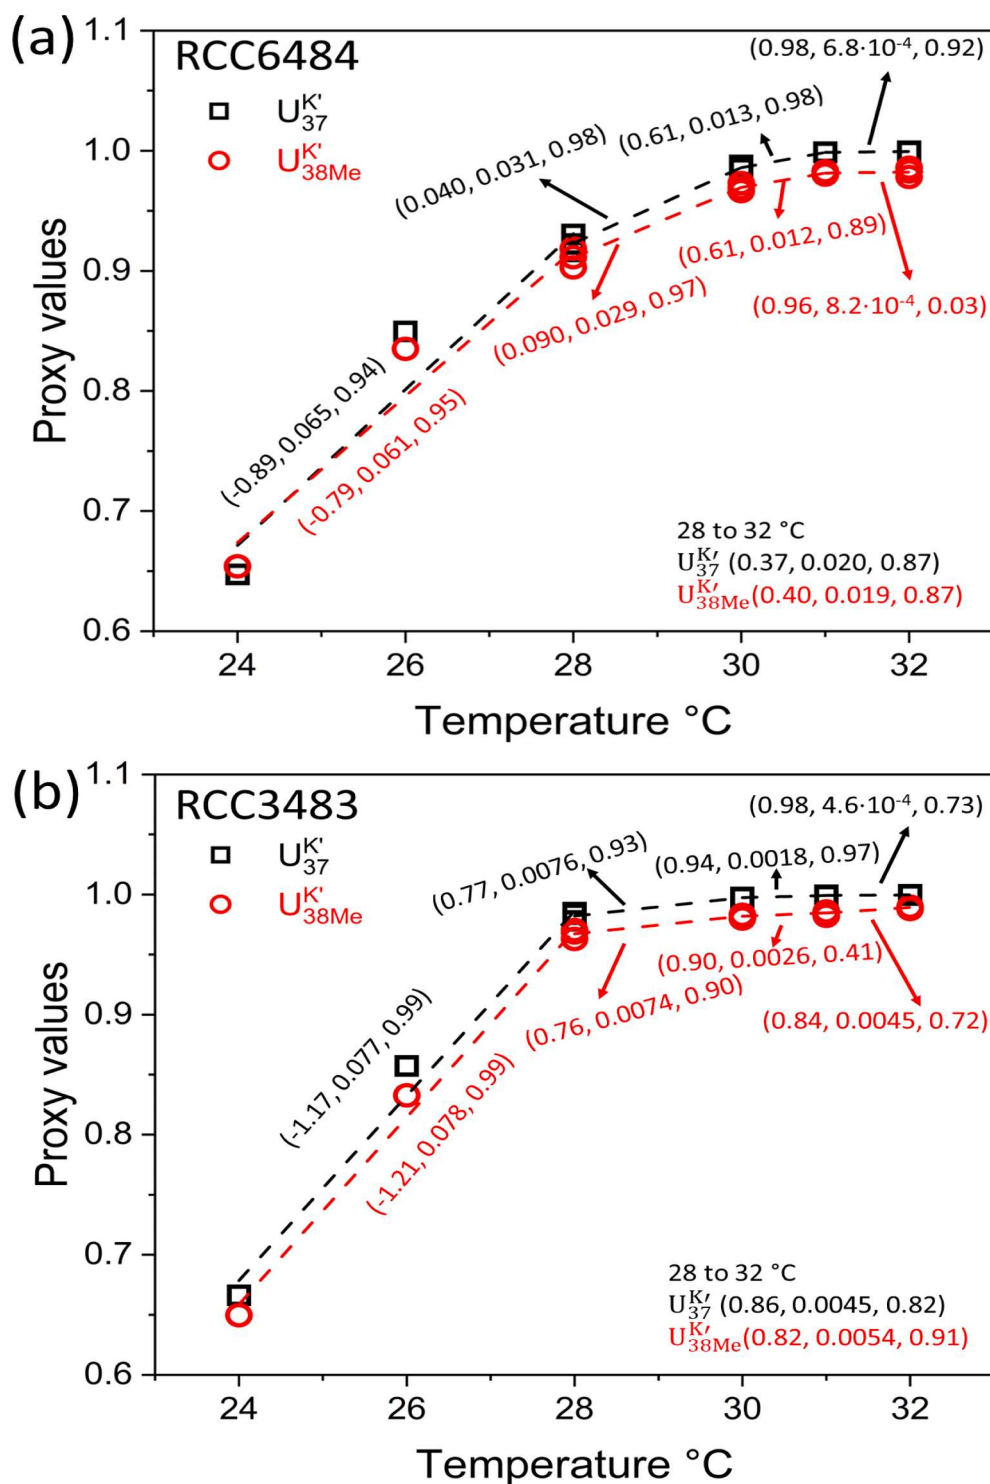 (a)
RCC6484
U37K'
U38MeK'
(0.98, 6.8·10⁻⁴, 0.92)
(0.61, 0.013, 0.98)
(0.040, 0.031, 0.98)
(0.61, 0.012, 0.89)
(0.090, 0.029, 0.97)
(0.96, 8.2·10⁻⁴, 0.03)
(-0.89, 0.065, 0.94)
(-0.79, 0.061, 0.95)
28 to 32 °C
U37K′ (0.37, 0.020, 0.87)
U38MeK′(0.40, 0.019, 0.87)
1.1
1.0
0.9
0.8
0.7
0.6
Proxy values
24 26 28 30 32
Temperature °C
(b)
RCC3483
U37K'
U38MeK'
(0.98, 4.6·10⁻⁴, 0.73)
(0.77, 0.0076, 0.93)
(0.94, 0.0018, 0.97)
(0.90, 0.0026, 0.41)
(0.76, 0.0074, 0.90)
(0.84, 0.0045, 0.72)
(-1.17, 0.077, 0.99)
(-1.21, 0.078, 0.99)
28 to 32 °C
U37K′ (0.86, 0.0045, 0.82)
U38MeK′(0.82, 0.0054, 0.91)
1.1
1.0
0.9
0.8
0.7
0.6
Proxy values
24 26 28 30 32
Temperature °C